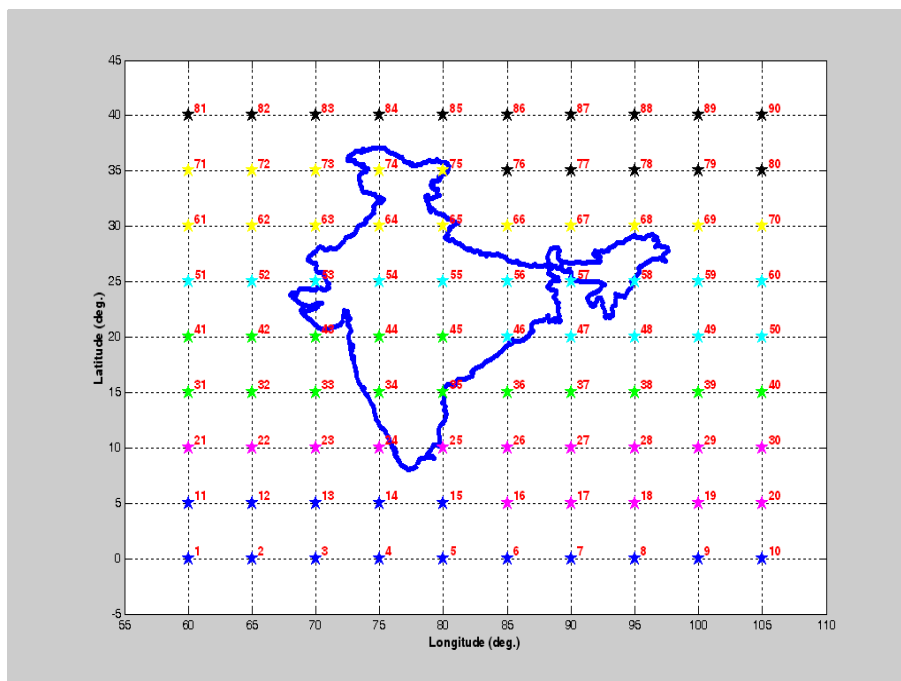 45
81 82 83 84 85 86 87 88 89 90
40
71 72 73 74 75 76 77 78 79 80
35
61 62 63 64 65 66 67 68 69 70
30
51 52 53 54 55 56 57 58 59 60
25
41 42 43 44 45 46 47 48 49 50
20
31 32 33 34 35 36 37 38 39 40
15
21 22 23 24 25 26 27 28 29 30
10
11 12 13 14 15 16 17 18 19 20
5
1 2 3 4 5 6 7 8 9 10
0
-5
Latitude (deg.)
55 60 65 70 75 80 85 90 95 100 105 110
Longitude (deg.)